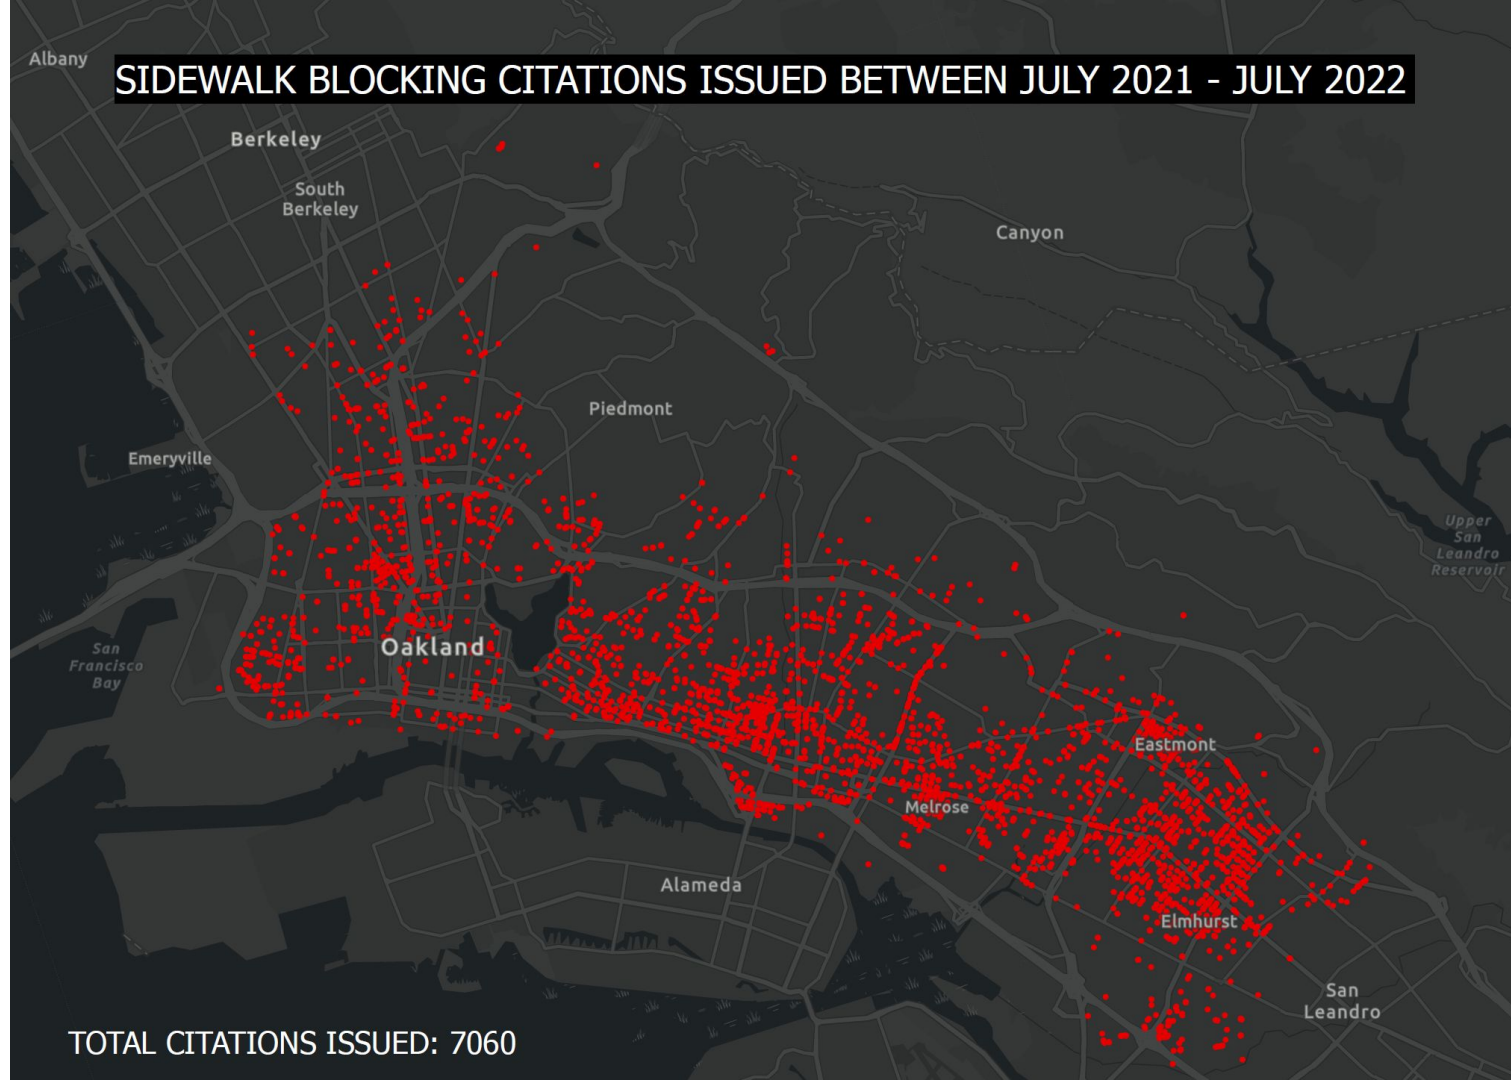 Albany
SIDEWALK BLOCKING CITATIONS ISSUED BETWEEN JULY 2021 - JULY 2022
Berkeley
South
Berkeley
Canyon
Piedmont
Emeryville
Upper
San
Leandro
Reservoir
Oakland
San
Francisco
Bay
Eastmont
Melrose
Alameda
Elmhurst
San
Leandro
TOTAL CITATIONS ISSUED: 7060